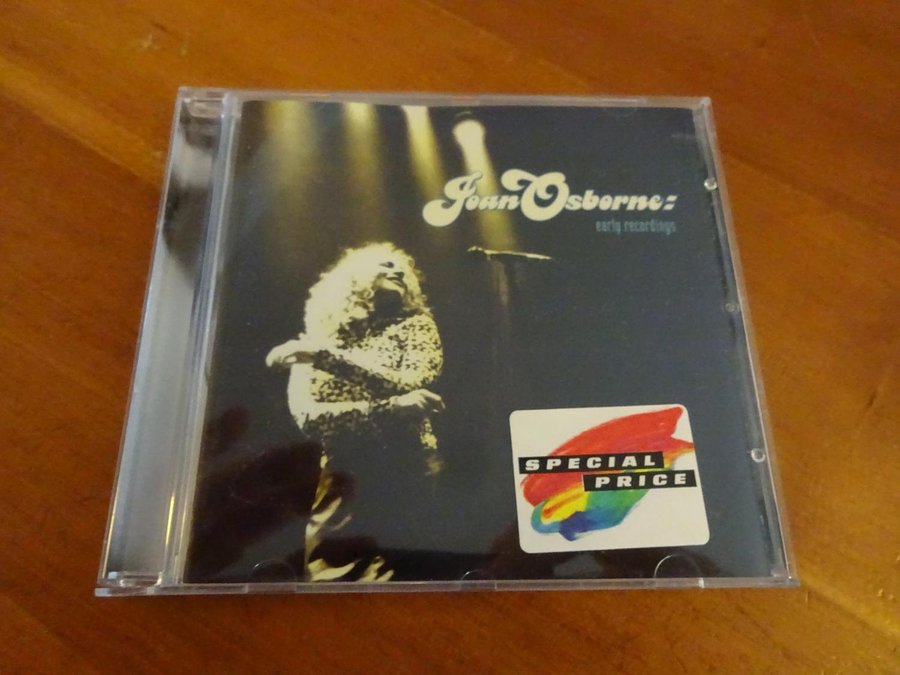 Joan Osborne:
early recordings
SPECIAL
PRICE